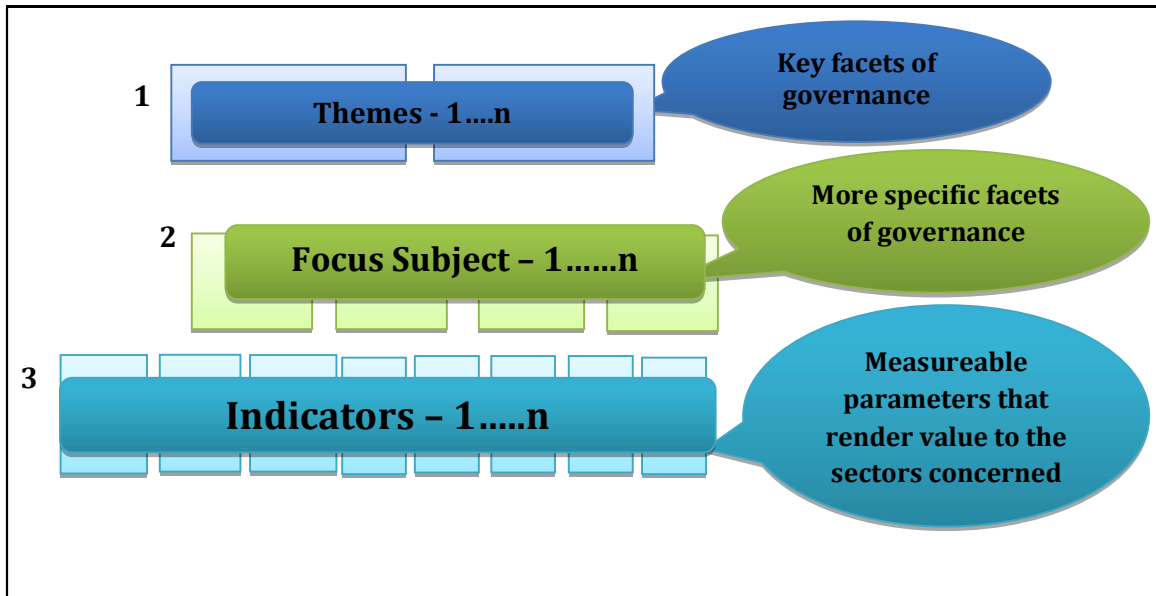 1
Themes - 1....n
Key facets of
governance
2
Focus Subject – 1......n
More specific facets
of governance
3
Indicators – 1.....n
Measureable
parameters that
render value to the
sectors concerned